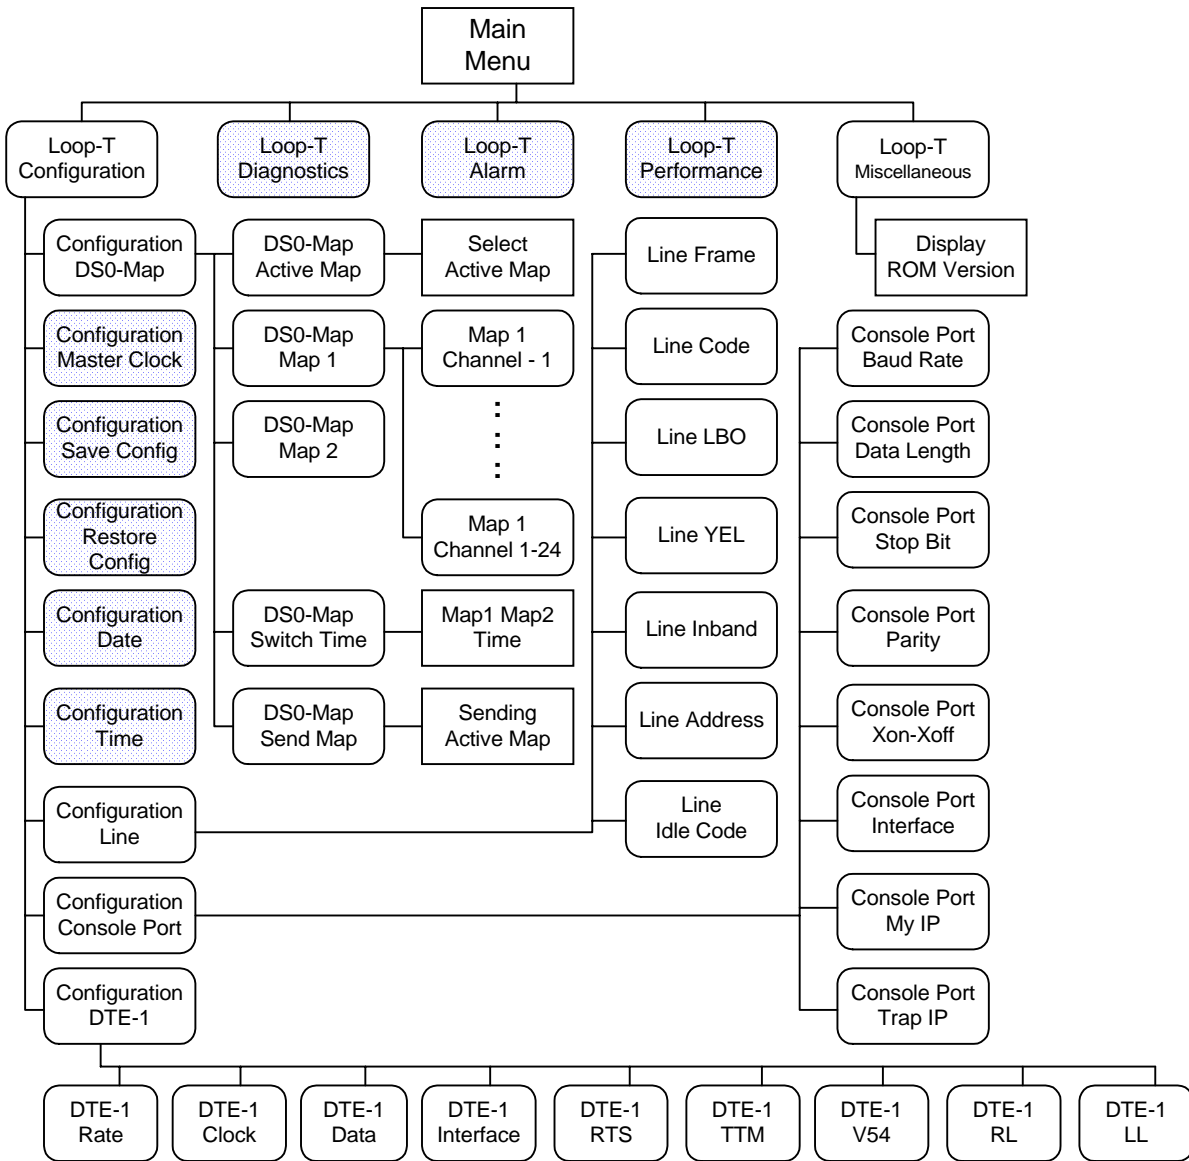 Main
Menu
Loop-T
Configuration
Loop-T
Diagnostics
Loop-T
Alarm
Loop-T
Performance
Loop-T
Miscellaneous
Configuration
DS0-Map
DS0-Map
Active Map
Select
Active Map
Line Frame
Display
ROM Version
Configuration
Master Clock
DS0-Map
Map 1
Map 1
Channel - 1
Line Code
Console Port
Baud Rate
Configuration
Save Config
DS0-Map
Map 2
Line LBO
Console Port
Data Length
Configuration
Restore
Config
Map 1
Channel 1-24
Line YEL
Console Port
Stop Bit
Configuration
Date
DS0-Map
Switch Time
Map1 Map2
Time
Line Inband
Console Port
Parity
Configuration
Time
DS0-Map
Send Map
Sending
Active Map
Line Address
Console Port
Xon-Xoff
Configuration
Line
Line
Idle Code
Console Port
Interface
Configuration
Console Port
Console Port
My IP
Configuration
DTE-1
Console Port
Trap IP
DTE-1
Rate
DTE-1
Clock
DTE-1
Data
DTE-1
Interface
DTE-1
RTS
DTE-1
TTM
DTE-1
V54
DTE-1
RL
DTE-1
LL